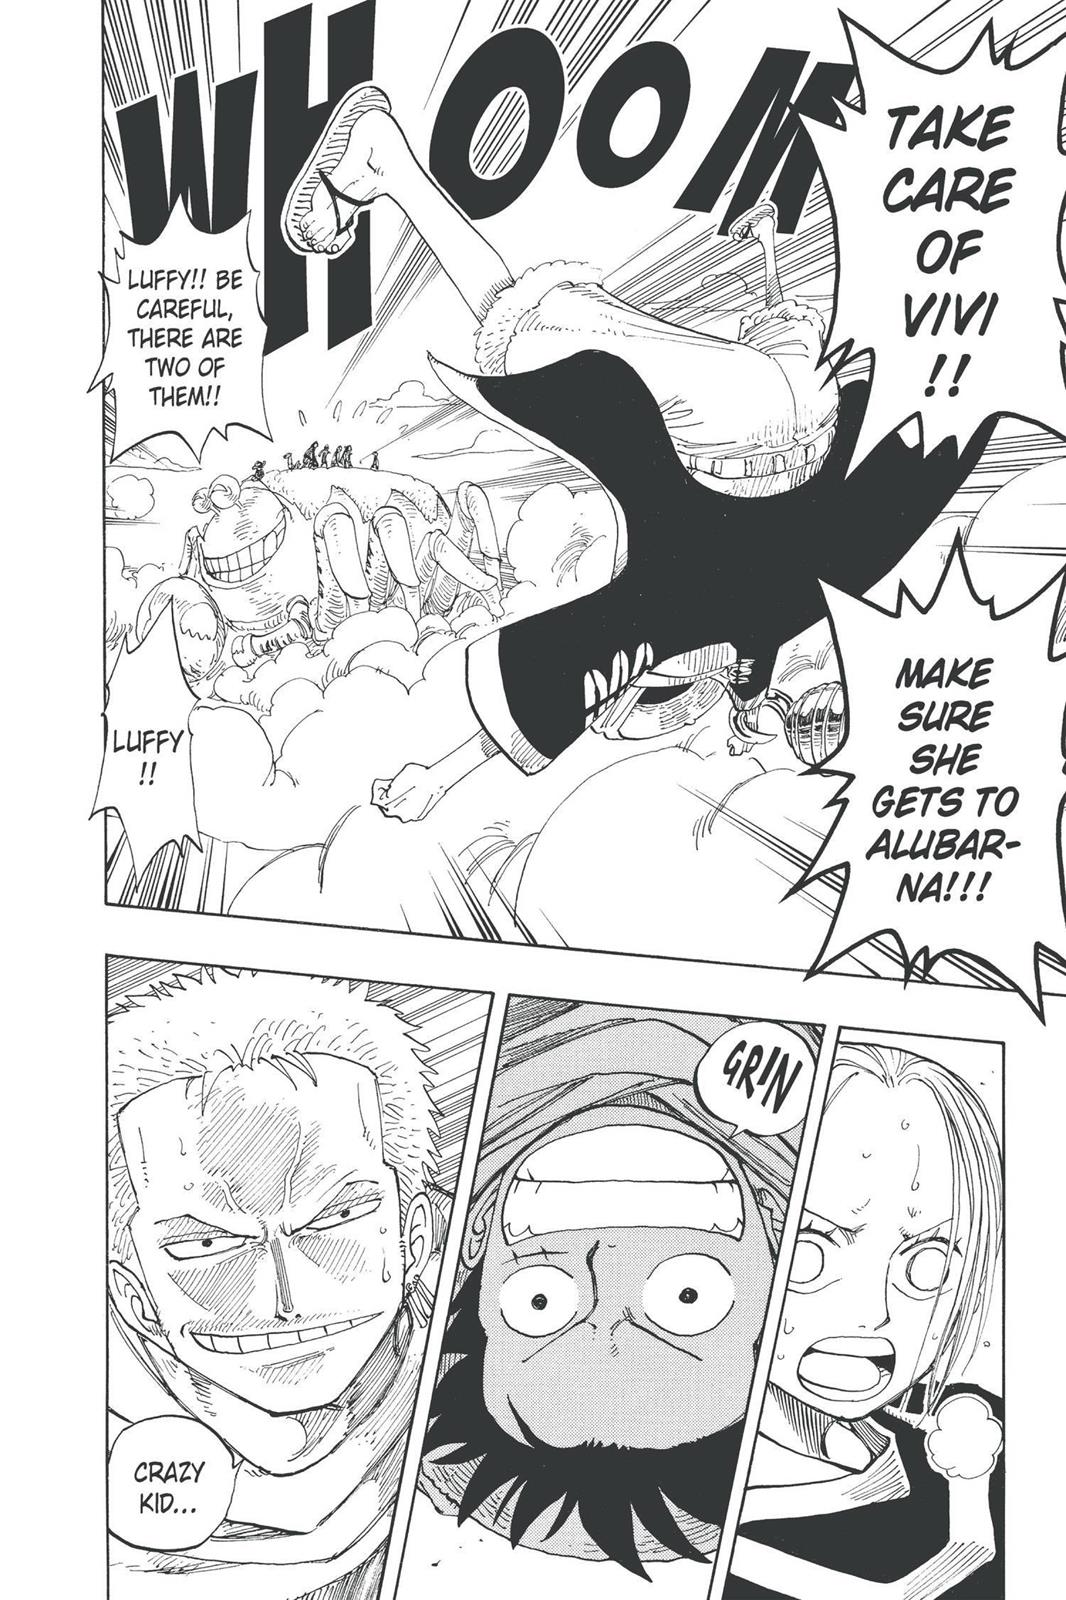 TAKE
CARE
OF
VIVI
!!
WHOOM
LUFFY!! BE
CAREFUL,
THERE ARE
TWO OF
THEM!!
MAKE
SURE
SHE
GETS TO
ALUBAR-
NA!!!
LUFFY
!!
GRIN
CRAZY
KID...